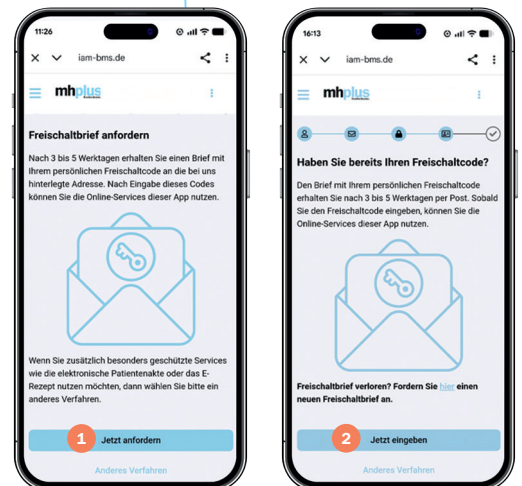 11:26
iam-bms.de
mhplus
Freischaltbrief anfordern
Nach 3 bis 5 Werktagen erhalten Sie einen Brief mit
Ihrem persönlichen Freischaltcode an die bei uns
hinterlegte Adresse. Nach Eingabe dieses Codes
können Sie die Online-Services dieser App nutzen.
Wenn Sie zusätzlich besonders geschützte Services
wie die elektronische Patientenakte oder das E-
Rezept nutzen möchten, dann wählen Sie bitte ein
anderes Verfahren.
1 Jetzt anfordern
Anderes Verfahren
16:13
iam-bms.de
mhplus
Haben Sie bereits Ihren Freischaltcode?
Den Brief mit Ihrem persönlichen Freischaltcode
erhalten Sie nach 3 bis 5 Werktagen per Post. Sobald
Sie den Freischaltcode eingeben, können Sie die
Online-Services dieser App nutzen.
Freischaltbrief verloren? Fordern Sie hier einen
neuen Freischaltbrief an.
2 Jetzt eingeben
Anderes Verfahren